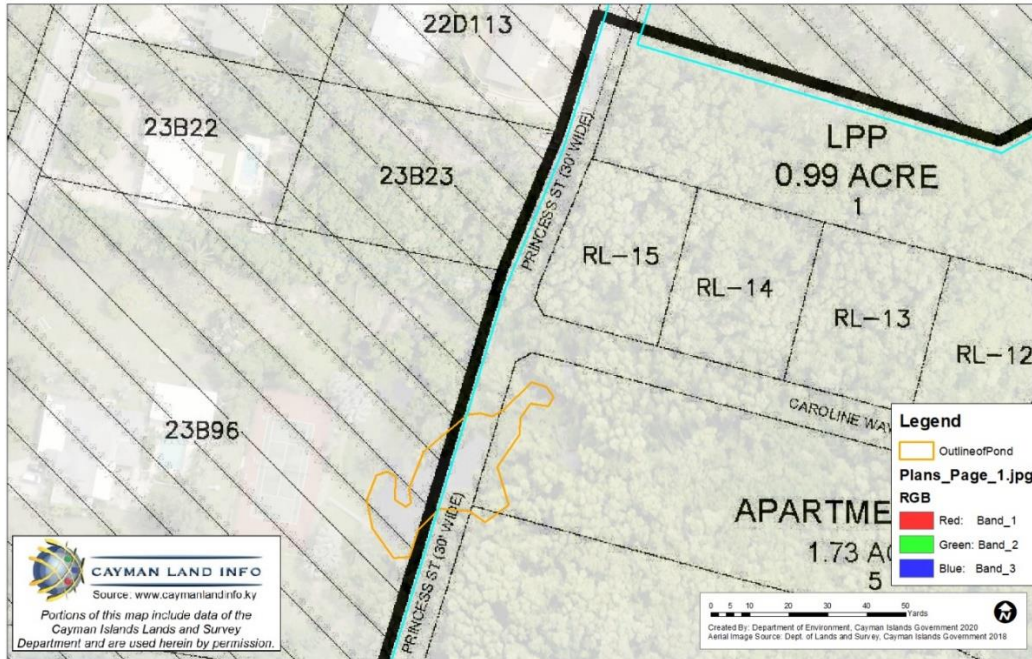 22D113
23B22
23B23
PRINCESS ST (30' WIDE)
LPP
0.99 ACRE
1
RL-15
RL-14
RL-13
RL-12
23B96
CAROLINE WAY
PRINCESS ST (30' WIDE)
APARTME
1.73 AC
5
Legend
OutlineofPond
Plans_Page_1.jpg
RGB
Red: Band_1
Green: Band_2
Blue: Band_3
CAYMAN LAND INFO
Source: www.caymanlandinfo.ky
Portions of this map include data of the
Cayman Islands Lands and Survey
Department and are used herein by permission.
0 5 10 20 30 40 50
Yards
N
Created By: Department of Environment, Cayman Islands Government 2020
Aerial Image Source: Dept. of Lands and Survey, Cayman Islands Government 2018